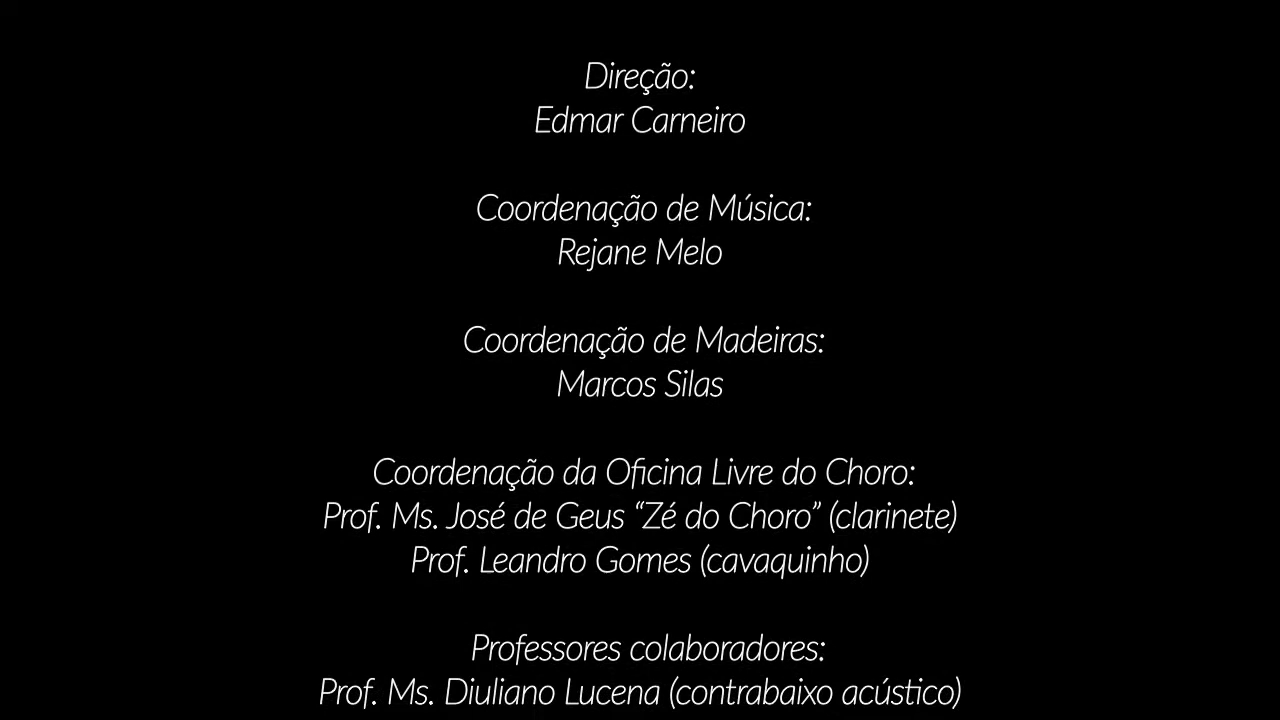 Direção:
Edmar Carneiro
Coordenação de Música:
Rejane Melo
Coordenação de Madeiras:
Marcos Silas
Coordenação da Oficina Livre do Choro:
Prof. Ms. José de Geus “Zé do Choro” (clarinete)
Prof. Leandro Gomes (cavaquinho)
Professores colaboradores:
Prof. Ms. Diuliano Lucena (contrabaixo acústico)